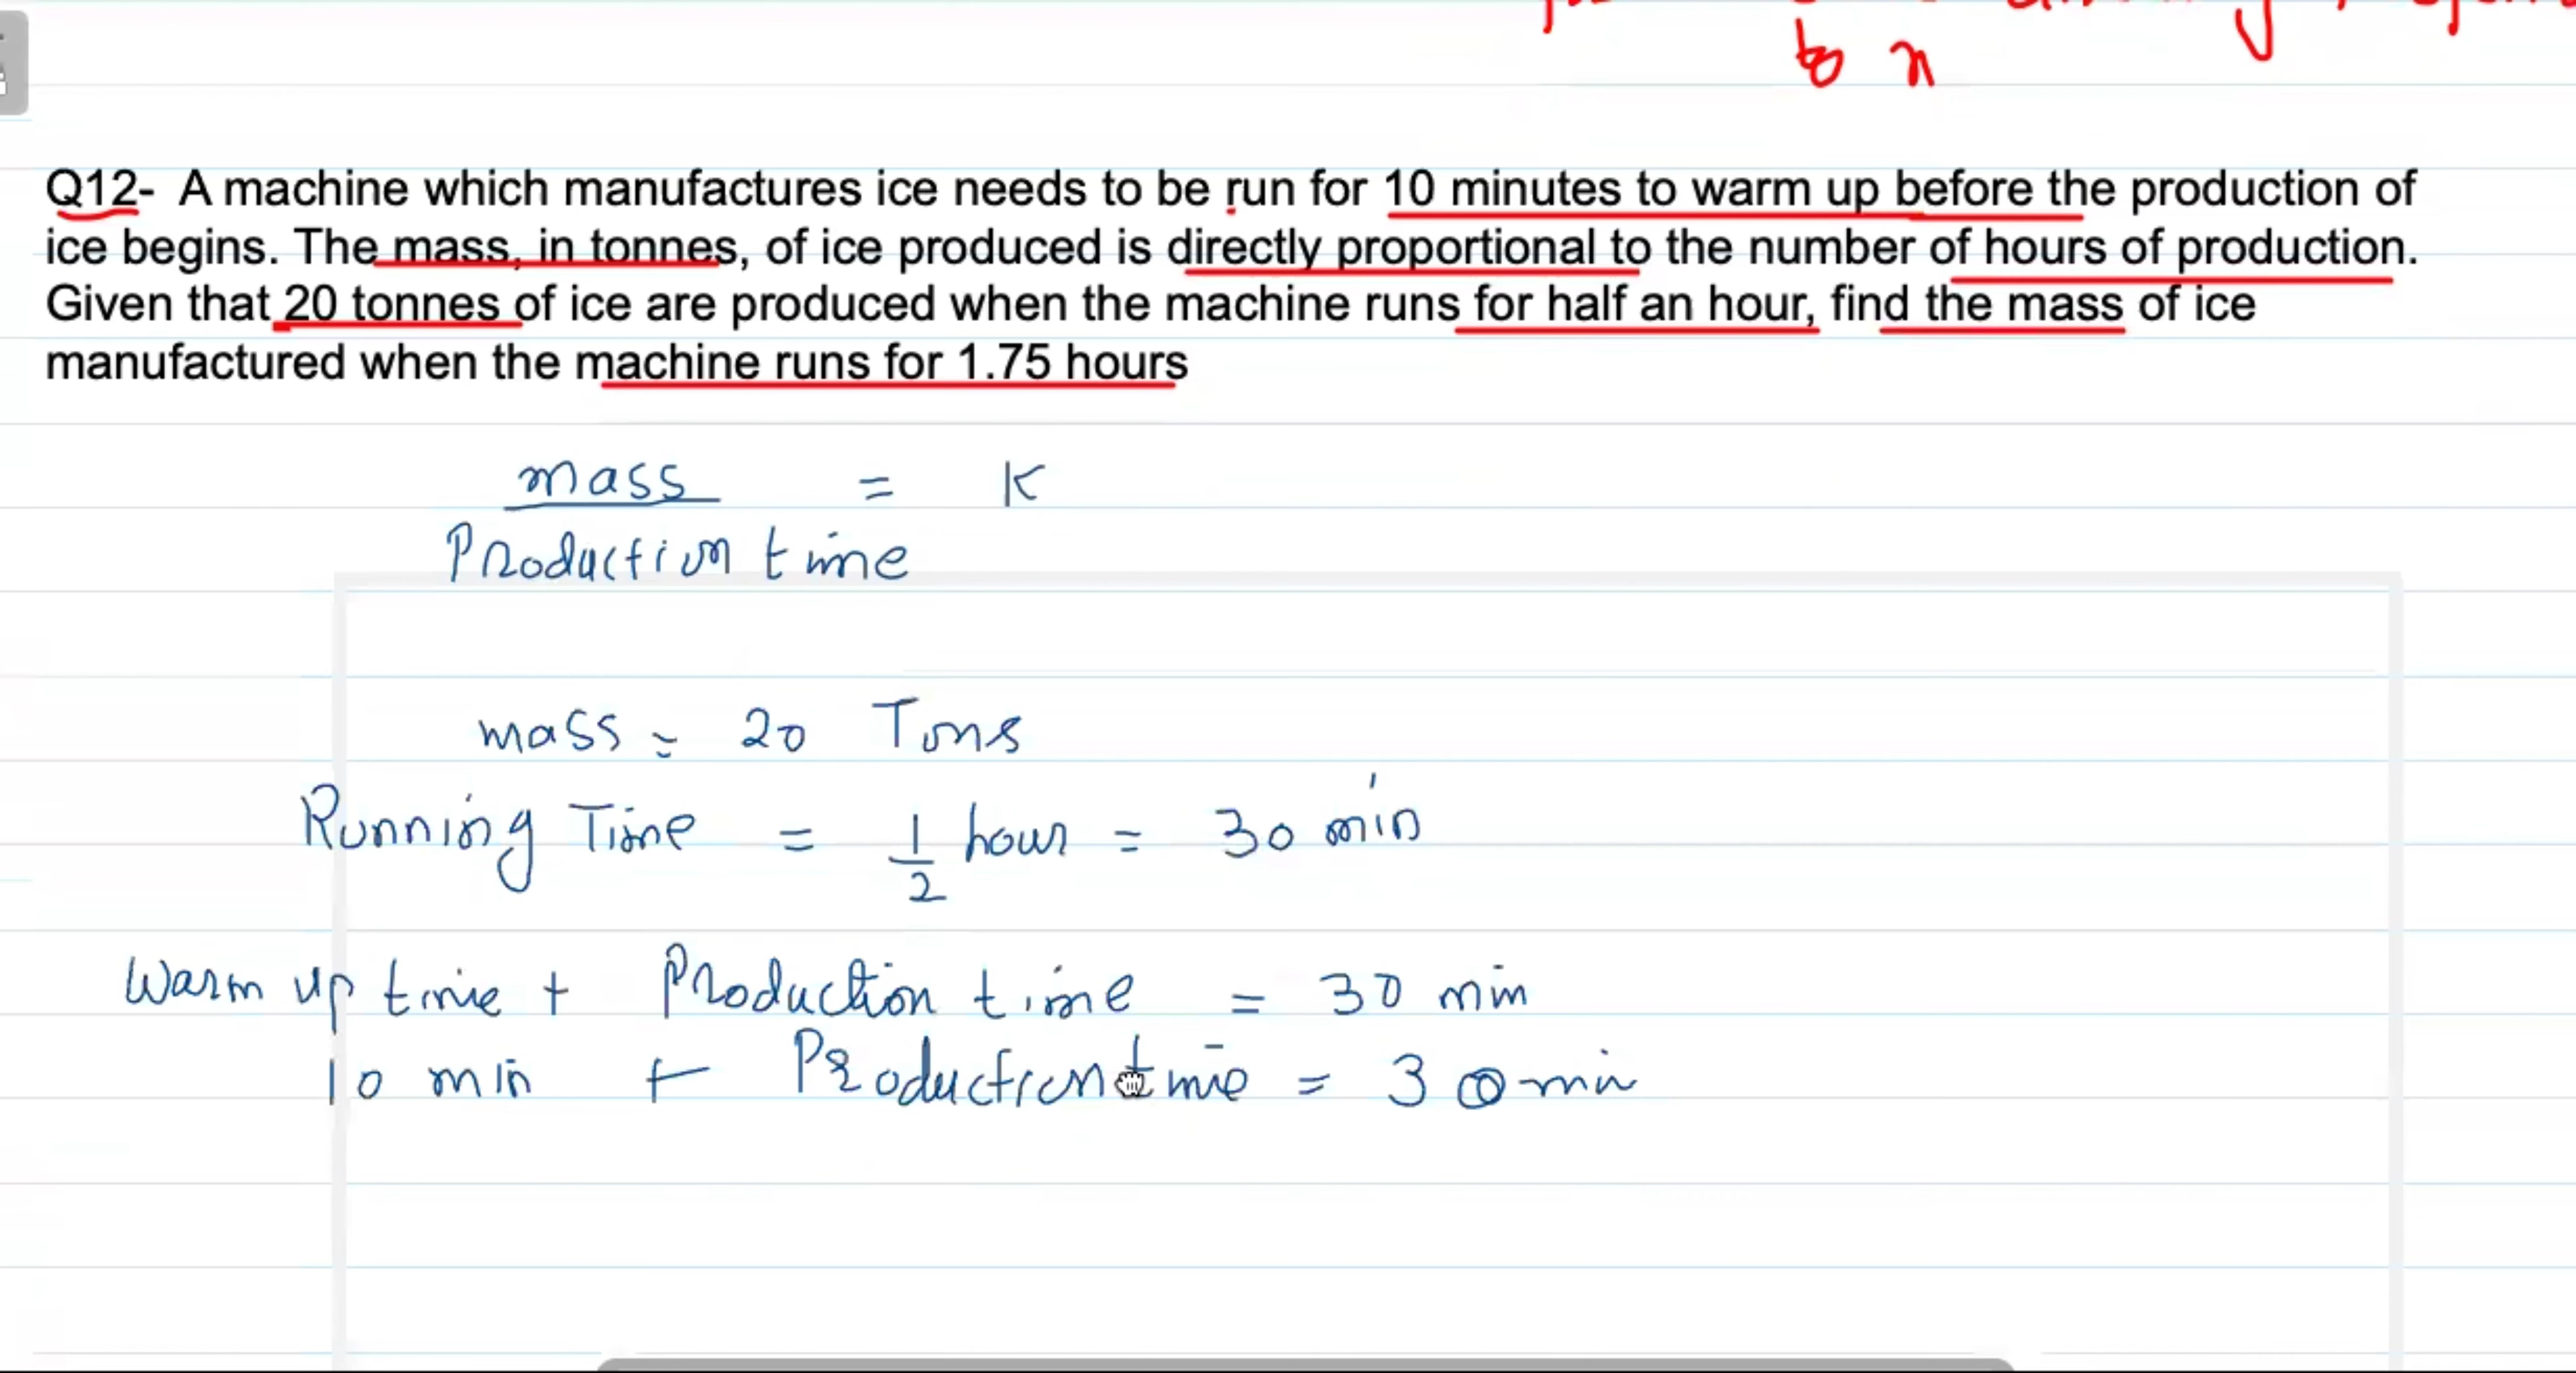 to x
Q12- A machine which manufactures ice needs to be run for 10 minutes to warm up before the production of
ice begins. The mass, in tonnes, of ice produced is directly proportional to the number of hours of production.
Given that 20 tonnes of ice are produced when the machine runs for half an hour, find the mass of ice
manufactured when the machine runs for 1.75 hours
mass = K
Production time
mass = 20 Tons
Running Time = 1/2 hour = 30 min
Warm up time + Production time = 30 min
10 min + Production time = 30 min